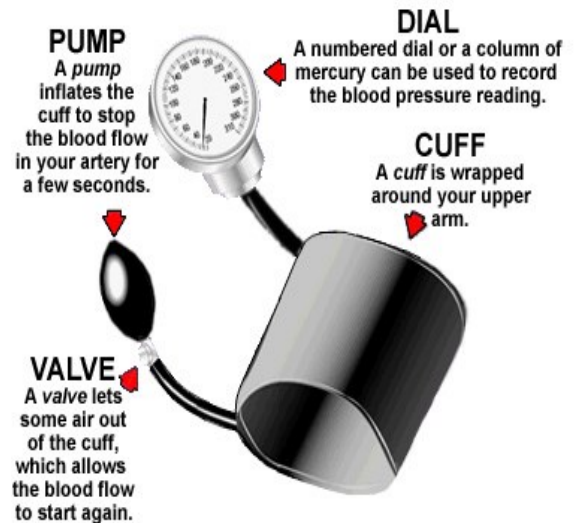 PUMP
A pump
inflates the
cuff to stop
the blood flow
in your artery for
a few seconds.
DIAL
A numbered dial or a column of
mercury can be used to record
the blood pressure reading.
CUFF
A cuff is wrapped
around your upper
arm.
VALVE
A valve lets
some air out
of the cuff,
which allows
the blood flow
to start again.